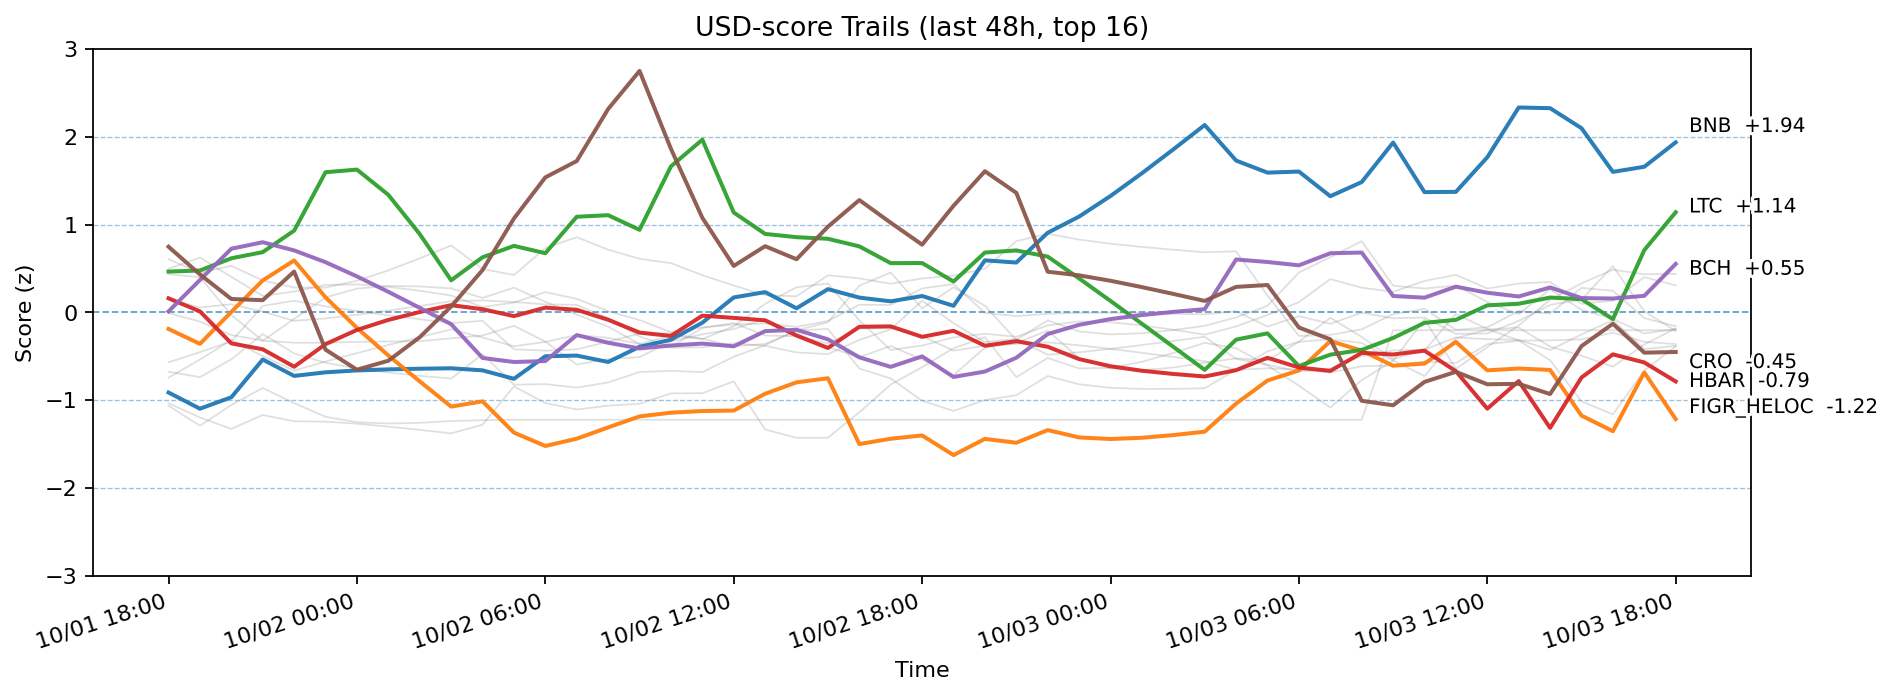 USD-score Trails (last 48h, top 16)
Score (z)
3
2
1
0
−1
−2
−3
BNB +1.94
LTC +1.14
BCH +0.55
CRO -0.45
HBAR -0.79
FIGR_HELOC -1.22
10/01 18:00
10/02 00:00
10/02 06:00
10/02 12:00
10/02 18:00
10/03 00:00
10/03 06:00
10/03 12:00
10/03 18:00
Time